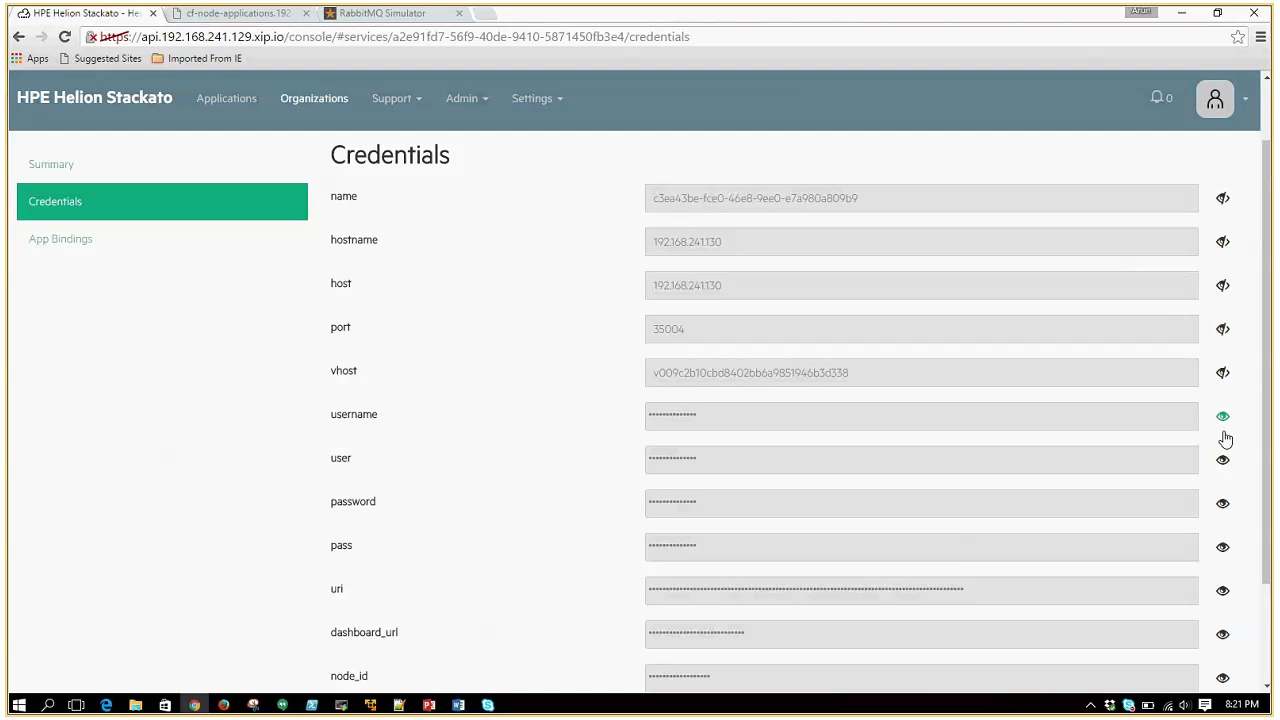 HPE Helion Stackato - He
cf-node-applications.192
RabbitMQ Simulator
Arun
https://api.192.168.241.129.xip.io/console/#services/a2e91fd7-56f9-40de-9410-5871450fb3e4/credentials
Apps
Suggested Sites
Imported From IE
HPE Helion Stackato
Applications
Organizations
Support
Admin
Settings
0
Summary
Credentials
App Bindings
Credentials
name
c3ea43be-fce0-46e8-9ee0-e7a980a809b9
hostname
192.168.241.130
host
192.168.241.130
port
35004
vhost
v009c2b10cbd8402bb6a9851946b3d338
username
user
password
pass
uri
dashboard_url
node_id
8:21 PM